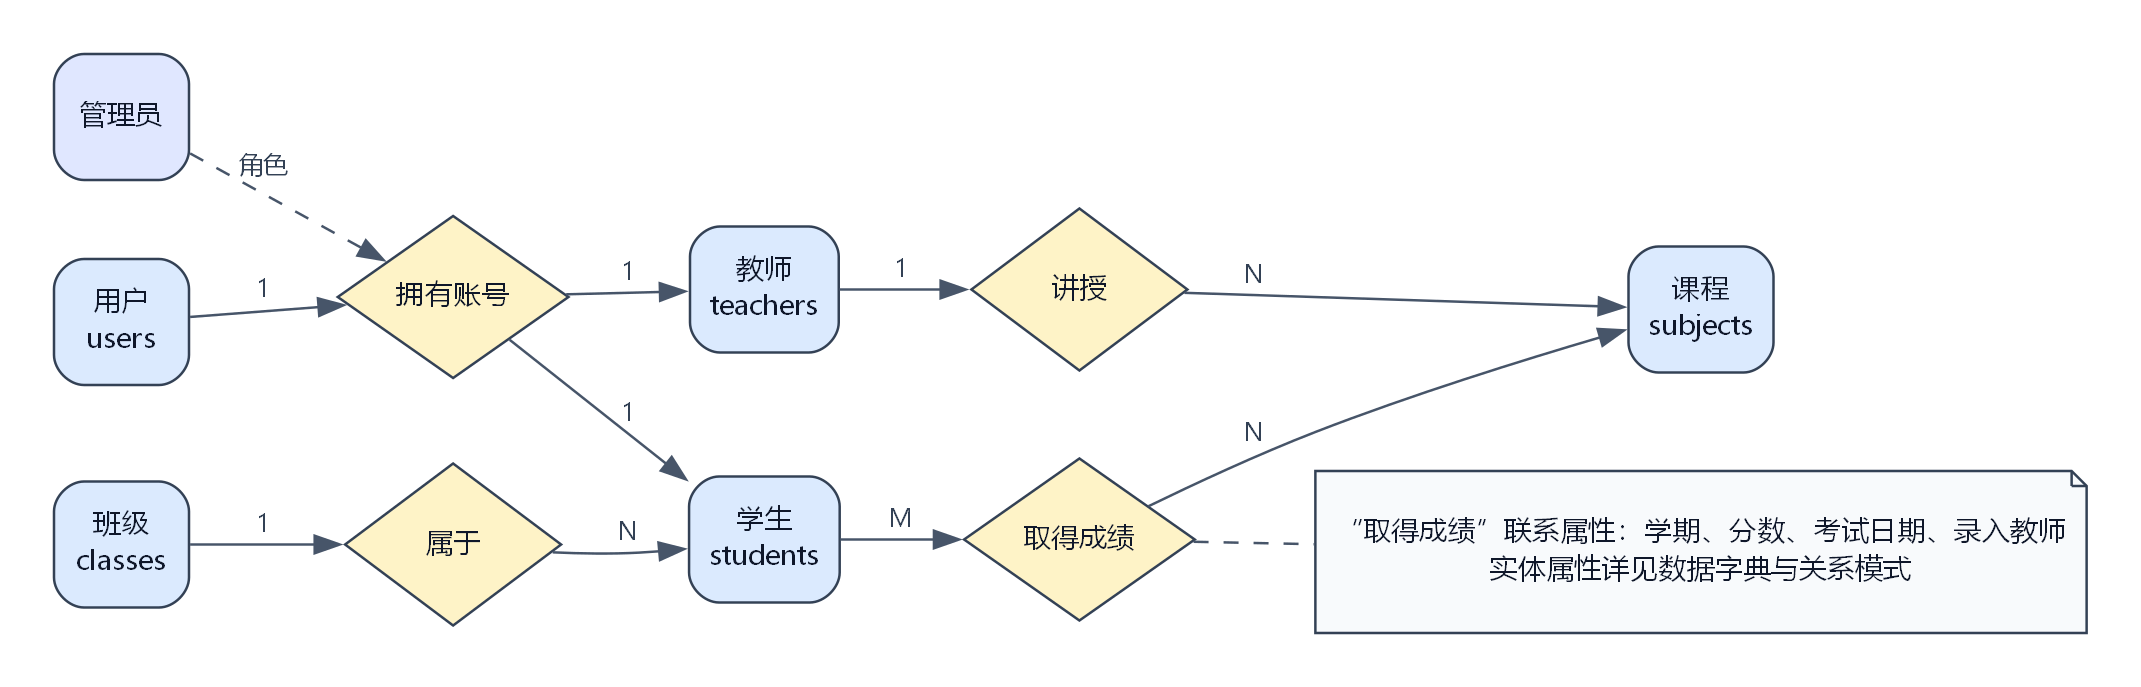 管理员
角色
用户
users
1
拥有账号
1
教师
teachers
1
讲授
N
课程
subjects
1
班级
classes
1
属于
N
学生
students
M
取得成绩
N
“取得成绩”联系属性：学期、分数、考试日期、录入教师
实体属性详见数据字典与关系模式